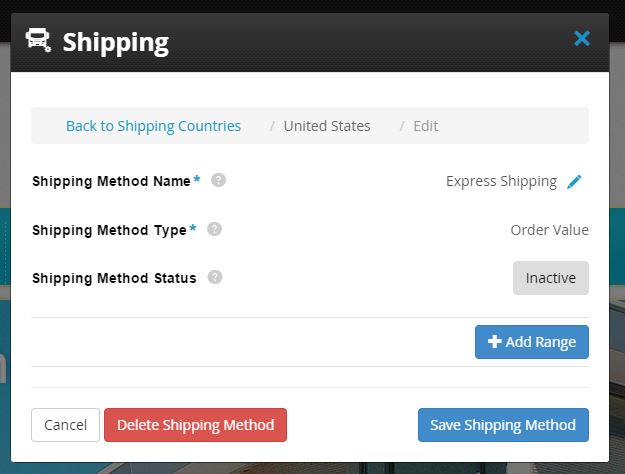 Shipping
Back to Shipping Countries / United States / Edit
Shipping Method Name* ? Express Shipping
Shipping Method Type* ? Order Value
Shipping Method Status ? Inactive
Add Range
Cancel Delete Shipping Method Save Shipping Method